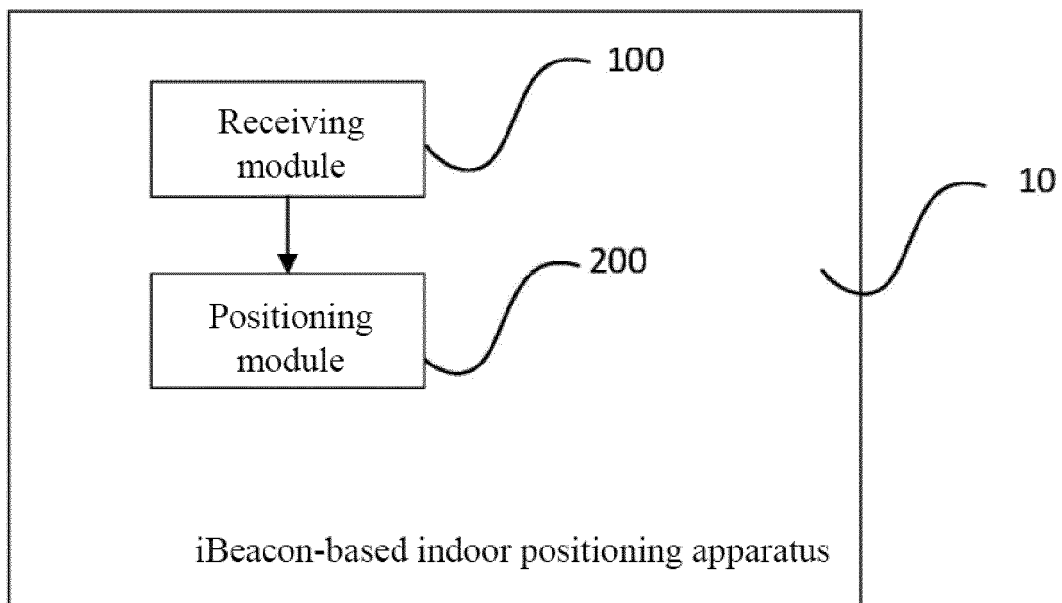 100
Receiving
module
10
200
Positioning
module
iBeacon-based indoor positioning apparatus